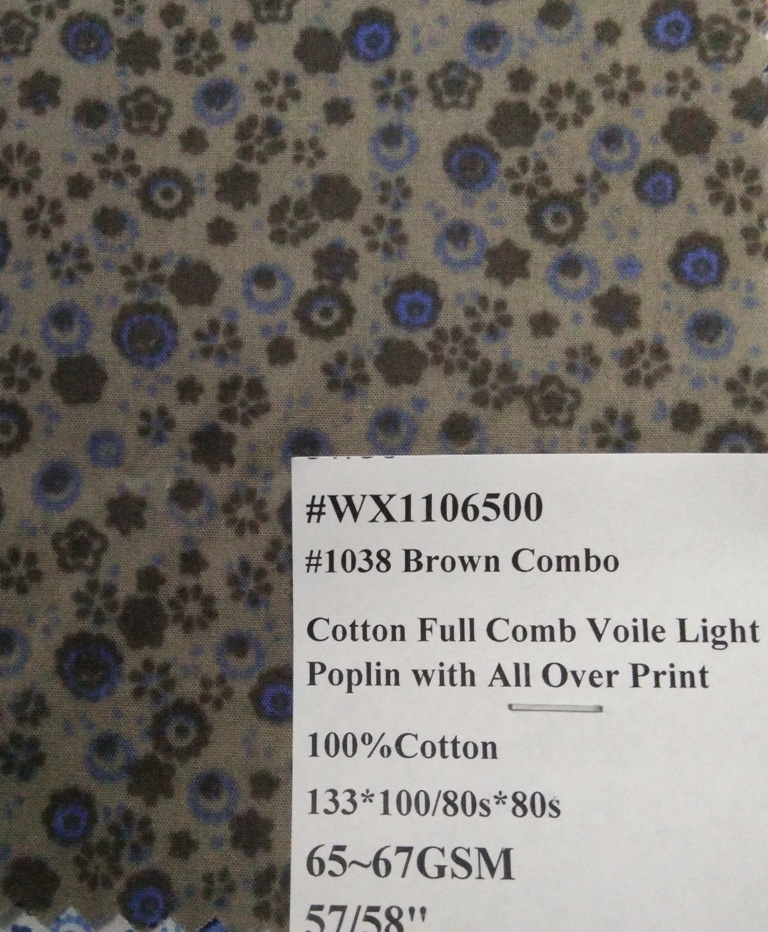 #WX1106500
#1038 Brown Combo
Cotton Full Comb Voile Light
Poplin with All Over Print
100%Cotton
133*100/80s*80s
65~67GSM
57/58"